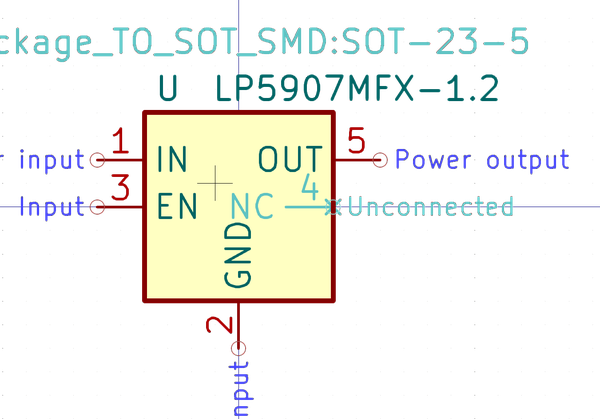 ckage_TO_SOT_SMD:SOT-23-5
U LP5907MFX-1.2
r input 1 IN OUT 5 Power output
Input 3 EN NC 4 Unconnected
GND
2
nput